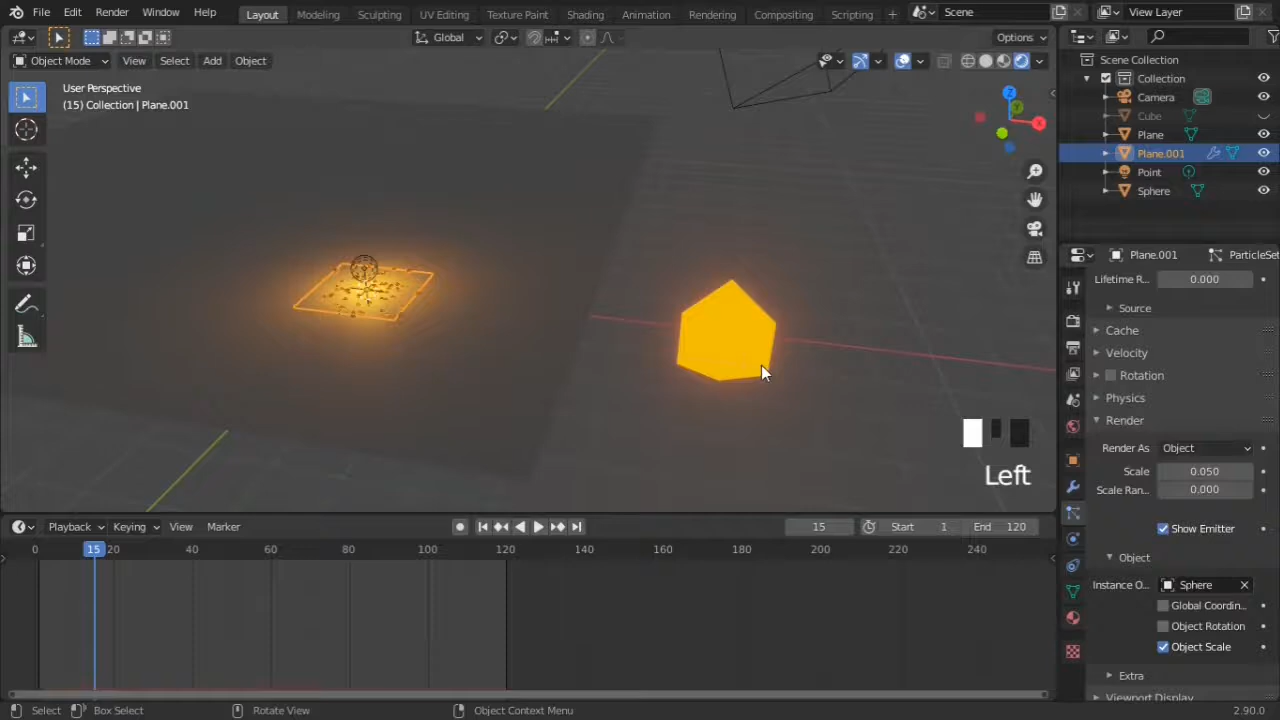 File Edit Render Window Help Layout Modeling Sculpting UV Editing Texture Paint Shading Animation Rendering Compositing Scripting + Scene View Layer
Global Options
Object Mode View Select Add Object
User Perspective
(15) Collection | Plane.001
Z
Y
X
Left
Scene Collection
Collection
Camera
Cube
Plane
Plane.001
Point
Sphere
Plane.001 ParticleSet
Lifetime R... 0.000
Source
Cache
Velocity
Rotation
Physics
Render
Render As Object
Scale 0.050
Scale Ran... 0.000
Show Emitter
Object
Instance O... Sphere
Global Coordin...
Object Rotation
Object Scale
Extra
Viewport Display
Playback Keying View Marker 15 Start 1 End 120
0 15 20 40 60 80 100 120 140 160 180 200 220 240
Select Box Select Rotate View Object Context Menu 2.90.0